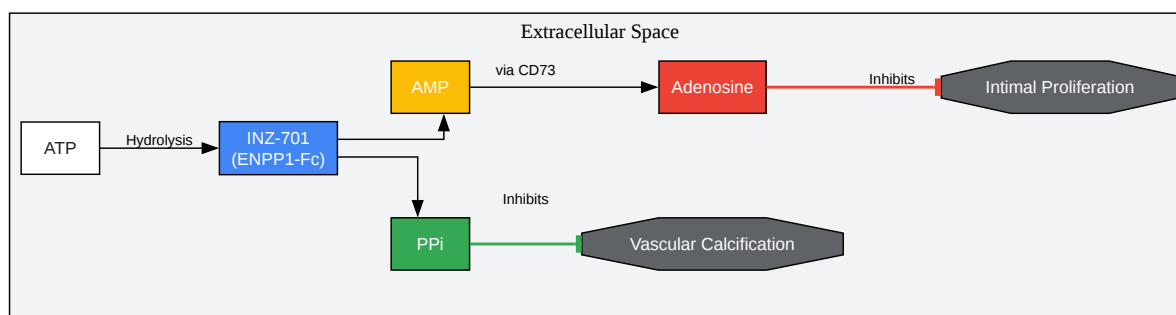 Extracellular Space
ATP
Hydrolysis
INZ-701
(ENPP1-Fc)
AMP
via CD73
Adenosine
Inhibits
Intimal Proliferation
PPi
Inhibits
Vascular Calcification